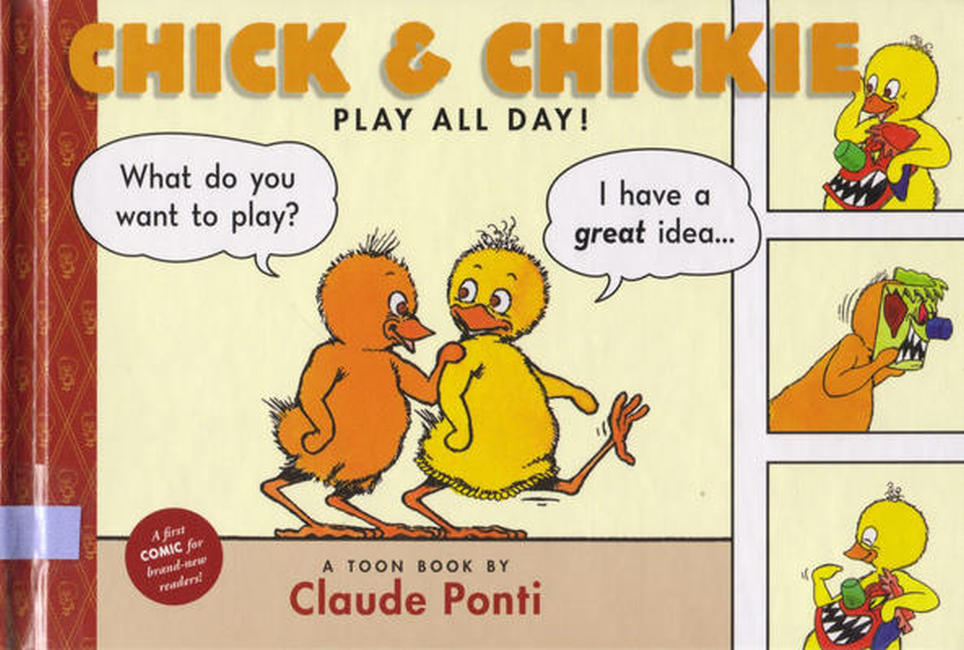 CHICK & CHICKIE
PLAY ALL DAY!
What do you
want to play?
I have a
great idea...
A first
COMIC for
brand-new
readers!
A TOON BOOK BY
Claude Ponti